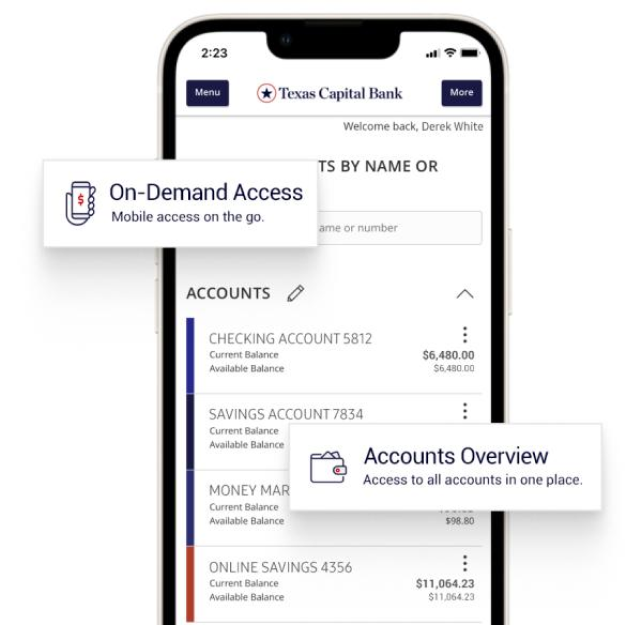 2:23
Menu
Texas Capital Bank
More
Welcome back, Derek White
TS BY NAME OR
On-Demand Access
Mobile access on the go.
ame or number
ACCOUNTS
CHECKING ACCOUNT 5812
Current Balance $6,480.00
Available Balance $6,480.00
SAVINGS ACCOUNT 7834
Current Balance
Available Balance
Accounts Overview
Access to all accounts in one place.
MONEY MAR
Current Balance
Available Balance $98.80
ONLINE SAVINGS 4356
Current Balance $11,064.23
Available Balance $11,064.23